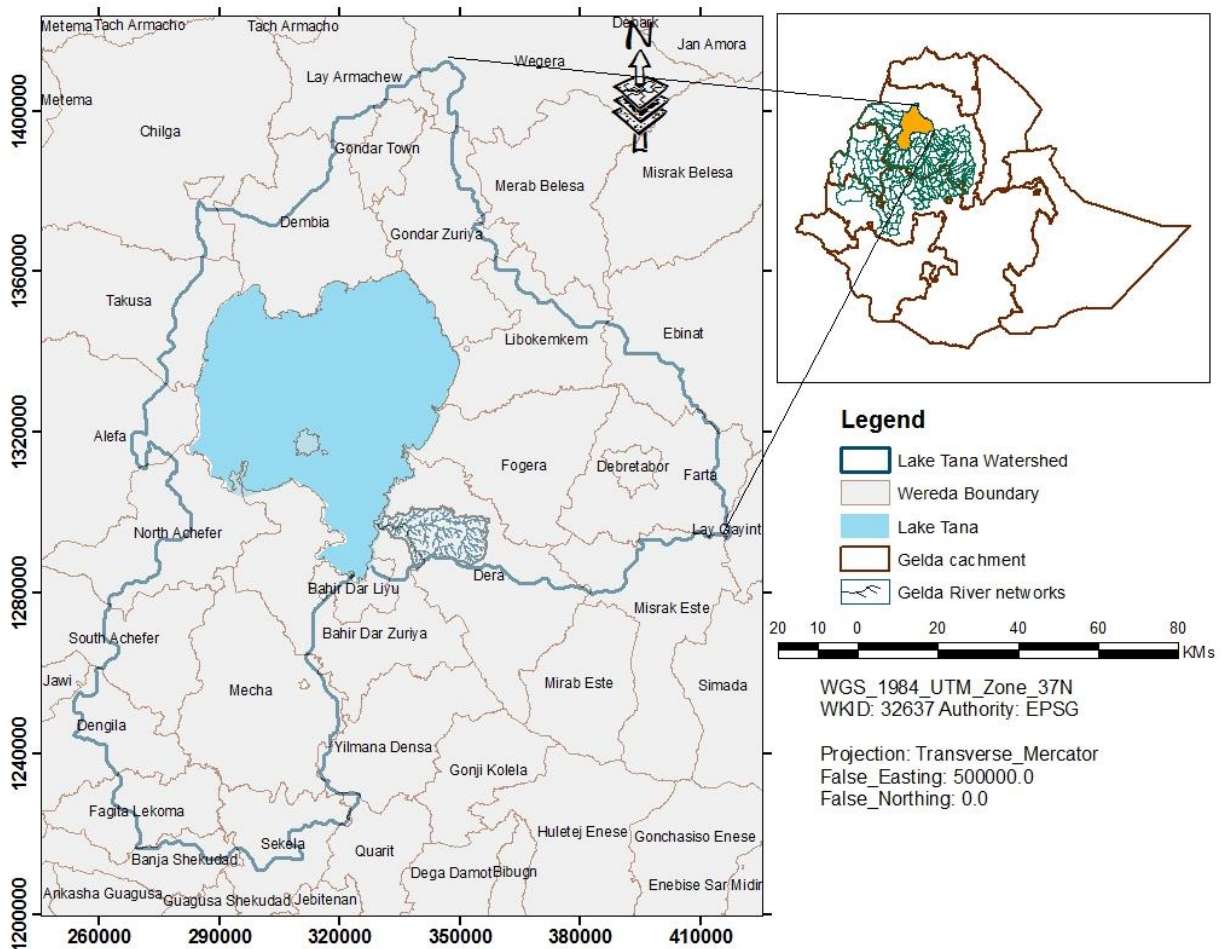 Metema
Tach Armacho
Tach Armacho
Debark
Jan Amora
N
Wegera
Lay Armachew
Metema
Chilga
Gondar Town
Misrak Belesa
Merab Belesa
Dembia
Gondar Zuriya
Takusa
Libokemkem
Ebinat
Alefa
Fogera
Debretabor
Farta
North Achefer
Lay Gayint
Dera
Bahir Dar Liyu
Misrak Este
South Achefer
Bahir Dar Zuriya
Jawi
Mecha
Mirab Este
Simada
Dengila
Yilmana Densa
Gonji Kolela
Fagita Lekoma
Huletej Enese
Gonchasiso Enese
Sekela
Banja Shekudad
Quarit
Dega Damot
Bibugn
Enebise Sar Midir
Ankasha Guagusa
Guagusa Shekudad
Jebitenan
1400000
1360000
1320000
1280000
1240000
1200000
260000 290000 320000 350000 380000 410000
Legend
Lake Tana Watershed
Wereda Boundary
Lake Tana
Gelda cachment
Gelda River networks
20 10 0 20 40 60 80
KMs
WGS_1984_UTM_Zone_37N
WKID: 32637 Authority: EPSG
Projection: Transverse_Mercator
False_Easting: 500000.0
False_Northing: 0.0